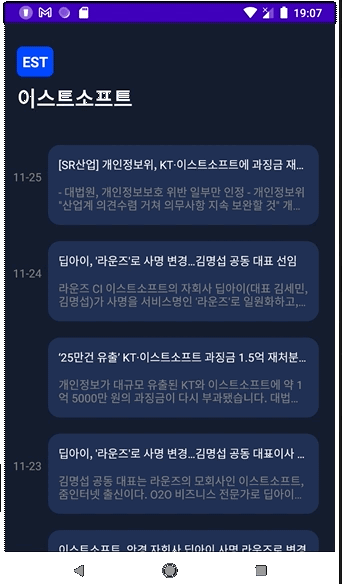 19:07
EST
이스트소프트
[SR산업] 개인정보위, KT·이스트소프트에 과징금 재…
11-25
- 대법원, 개인정보보호 위반 일부만 인정 - 개인정보위
"산업계 의견수렴 거쳐 의무사항 지속 보완할 것" 개…
딥아이, '라운즈'로 사명 변경…김명섭 공동 대표 선임
11-24
라운즈 CI 이스트소프트의 자회사 딥아이(대표 김세민,
김명섭)가 사명을 서비스명인 '라운즈'로 일원화하고,…
‘25만건 유출’ KT·이스트소프트 과징금 1.5억 재처분…
개인정보가 대규모 유출된 KT와 이스트소프트에 약 1
억 5000만 원의 과징금이 다시 부과됐습니다. 대법…
딥아이, '라운즈'로 사명 변경…김명섭 공동 대표이사 …
11-23
김명섭 공동 대표는 라운즈의 모회사인 이스트소프트,
줌인터넷 출신이다. O2O 비즈니스 전문가로 딥아이…
이스트소프트, 안경 자회사 딥아이 사명 라운즈로 변경